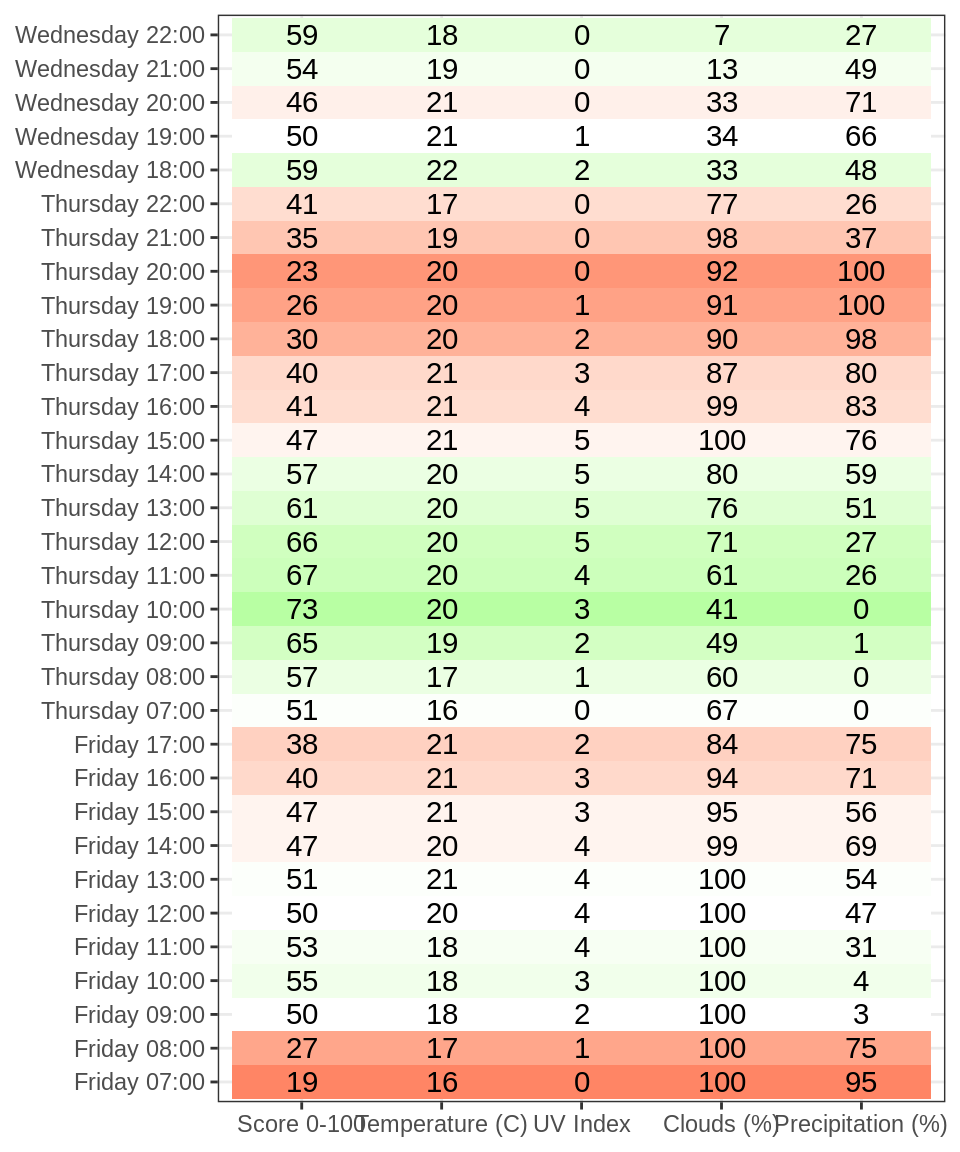 Wednesday 22:00 59 18 0 7 27
Wednesday 21:00 54 19 0 13 49
Wednesday 20:00 46 21 0 33 71
Wednesday 19:00 50 21 1 34 66
Wednesday 18:00 59 22 2 33 48
Thursday 22:00 41 17 0 77 26
Thursday 21:00 35 19 0 98 37
Thursday 20:00 23 20 0 92 100
Thursday 19:00 26 20 1 91 100
Thursday 18:00 30 20 2 90 98
Thursday 17:00 40 21 3 87 80
Thursday 16:00 41 21 4 99 83
Thursday 15:00 47 21 5 100 76
Thursday 14:00 57 20 5 80 59
Thursday 13:00 61 20 5 76 51
Thursday 12:00 66 20 5 71 27
Thursday 11:00 67 20 4 61 26
Thursday 10:00 73 20 3 41 0
Thursday 09:00 65 19 2 49 1
Thursday 08:00 57 17 1 60 0
Thursday 07:00 51 16 0 67 0
Friday 17:00 38 21 2 84 75
Friday 16:00 40 21 3 94 71
Friday 15:00 47 21 3 95 56
Friday 14:00 47 20 4 99 69
Friday 13:00 51 21 4 100 54
Friday 12:00 50 20 4 100 47
Friday 11:00 53 18 4 100 31
Friday 10:00 55 18 3 100 4
Friday 09:00 50 18 2 100 3
Friday 08:00 27 17 1 100 75
Friday 07:00 19 16 0 100 95
Score 0-100 Temperature (C) UV Index Clouds (%) Precipitation (%)